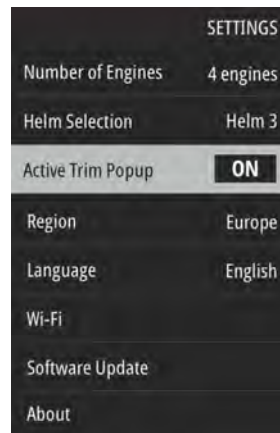 SETTINGS
Number of Engines 4 engines
Helm Selection Helm 3
Active Trim Popup ON
Region Europe
Language English
Wi-Fi
Software Update
About